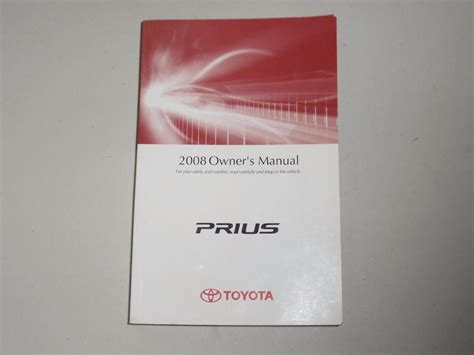 2008 Owner's Manual
For your safety and comfort, read carefully and keep in the vehicle.
PRIUS
TOYOTA